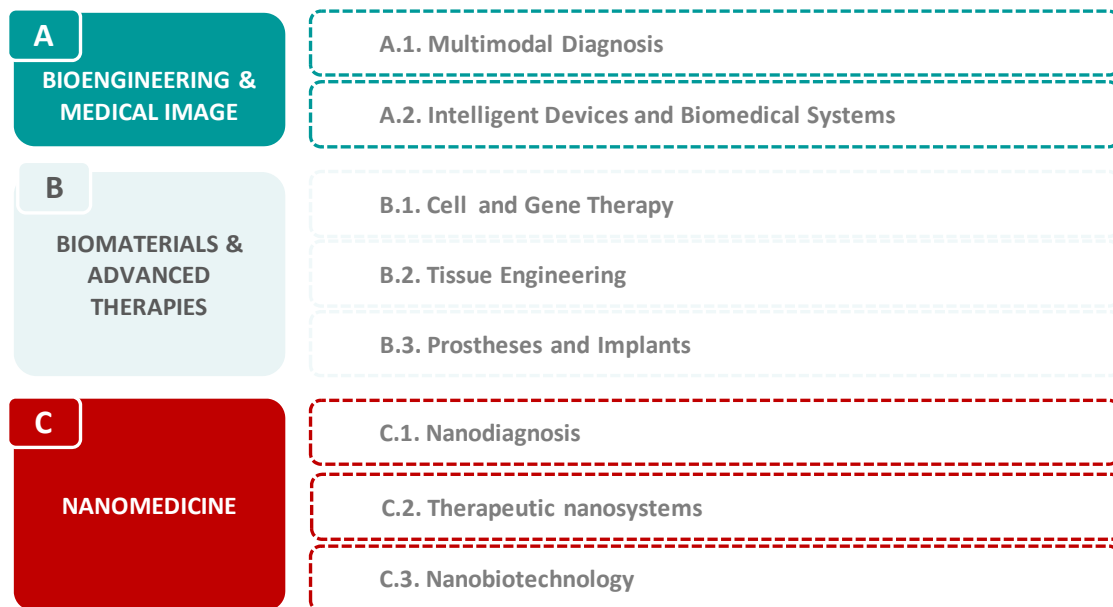 A
BIOENGINEERING &
MEDICAL IMAGE
A.1. Multimodal Diagnosis
A.2. Intelligent Devices and Biomedical Systems
B
BIOMATERIALS &
ADVANCED
THERAPIES
B.1. Cell and Gene Therapy
B.2. Tissue Engineering
B.3. Prostheses and Implants
C
NANOMEDICINE
C.1. Nanodiagnosis
C.2. Therapeutic nanosystems
C.3. Nanobiotechnology